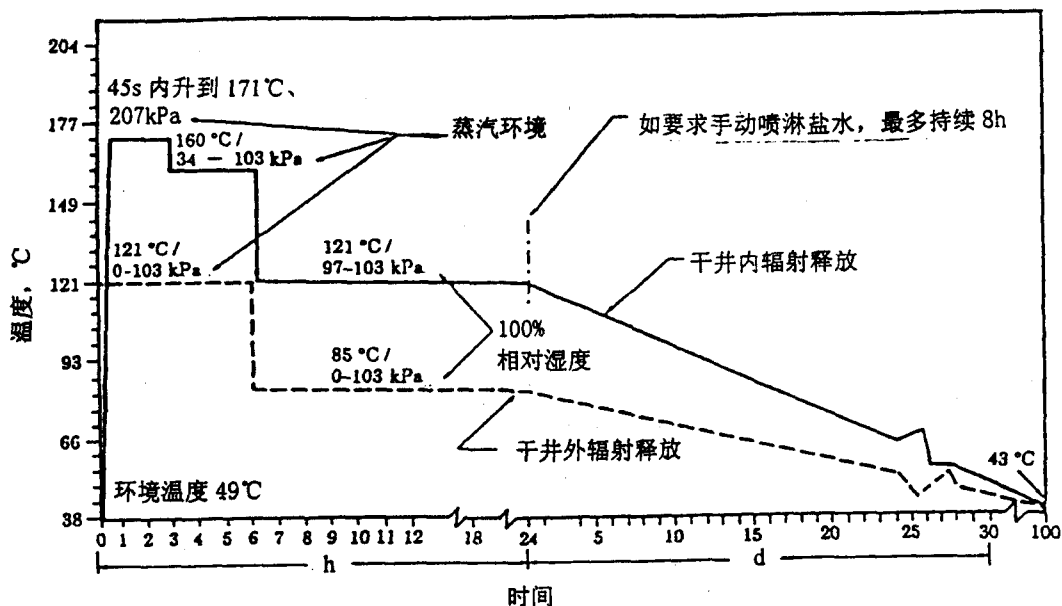 204
45s 内升到 171℃、
207kPa
177
160 °C /
34 — 103 kPa
蒸汽环境
如要求手动喷淋盐水，最多持续 8h
149
121 °C /
0-103 kPa
121 °C /
97~103 kPa
干井内辐射释放
121
温度，℃
100%
相对湿度
93
85 °C /
0~103 kPa
66
干井外辐射释放
43 °C
环境温度 49℃
38
0 1 2 3 4 5 6 7 8 9 10 11 12 18 24 5 10 15 20 25 30 100
h d
时间